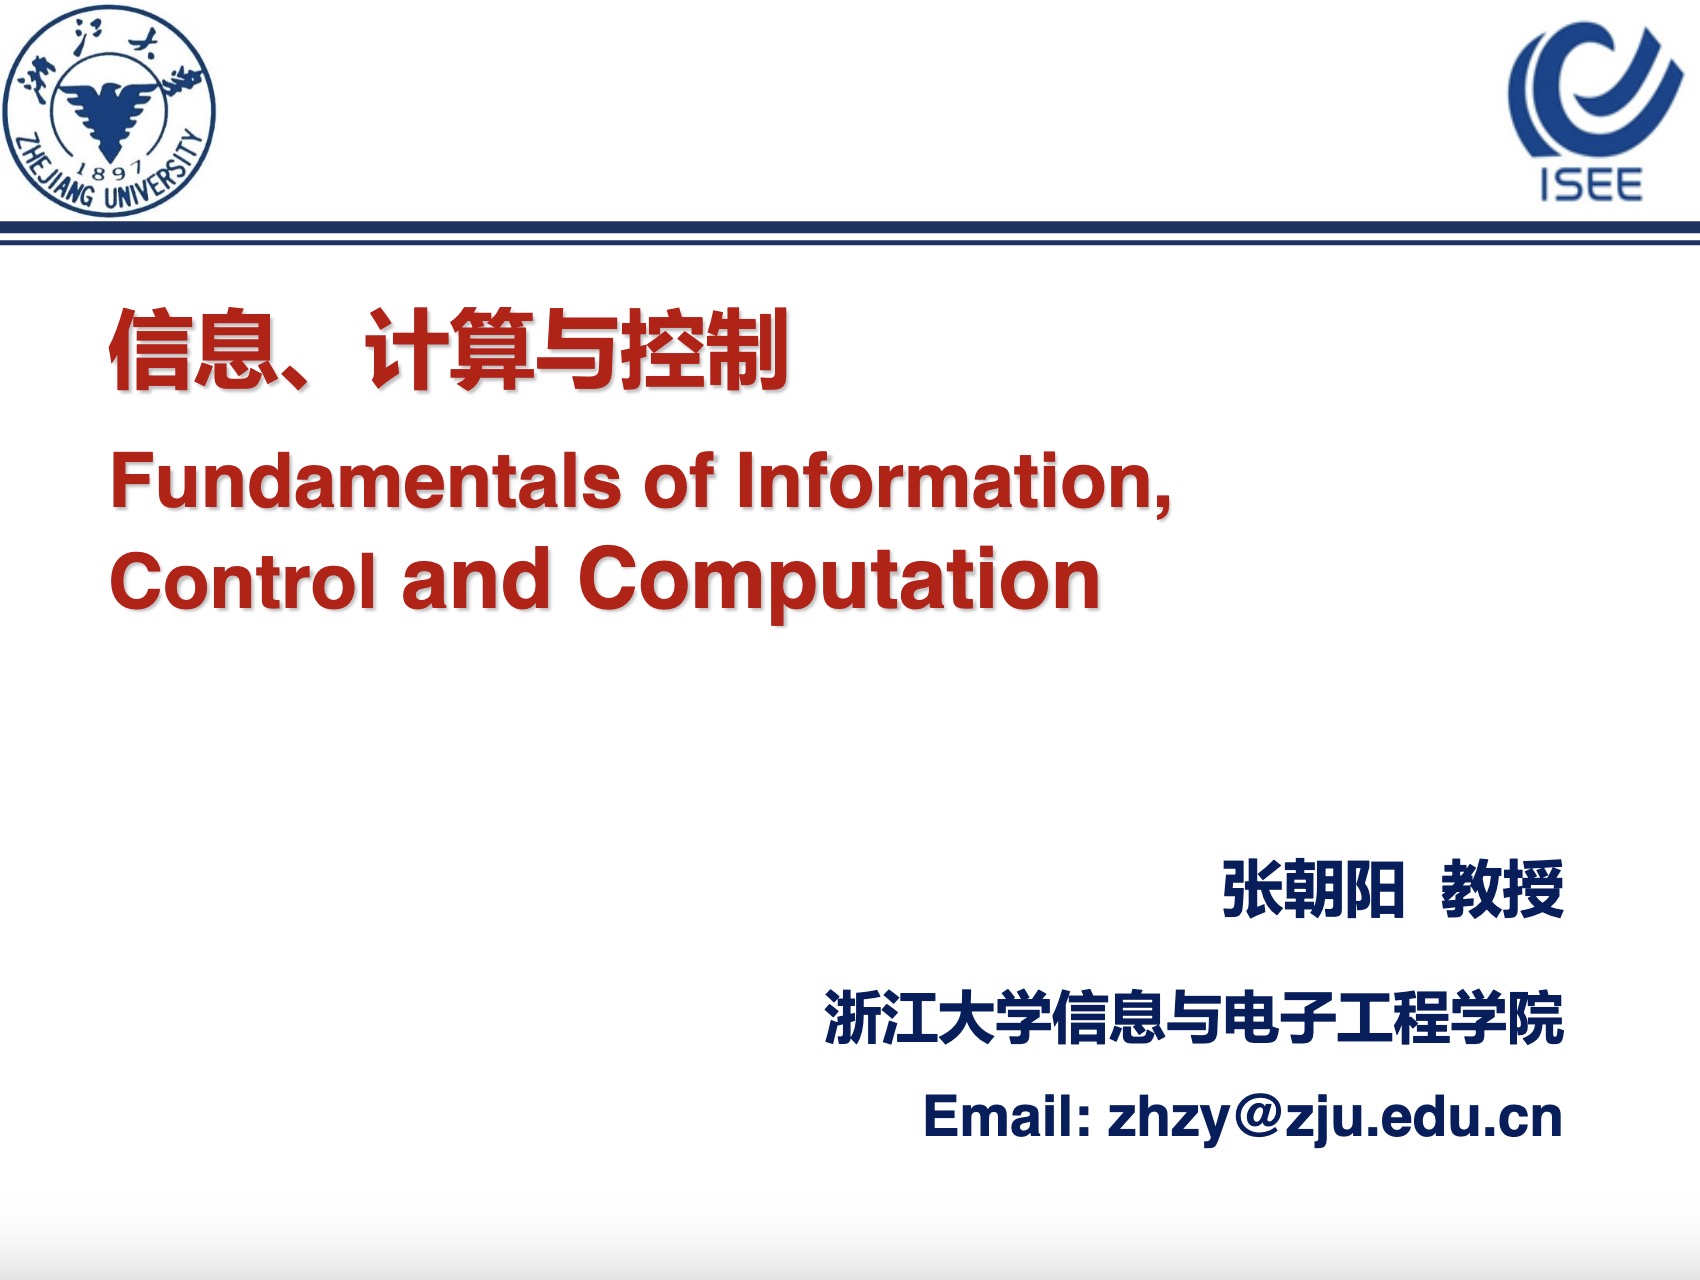 浙江大学
ZHEJIANG UNIVERSITY
1897
ISEE
信息、计算与控制
Fundamentals of Information,
Control and Computation
张朝阳 教授
浙江大学信息与电子工程学院
Email: zhzy@zju.edu.cn